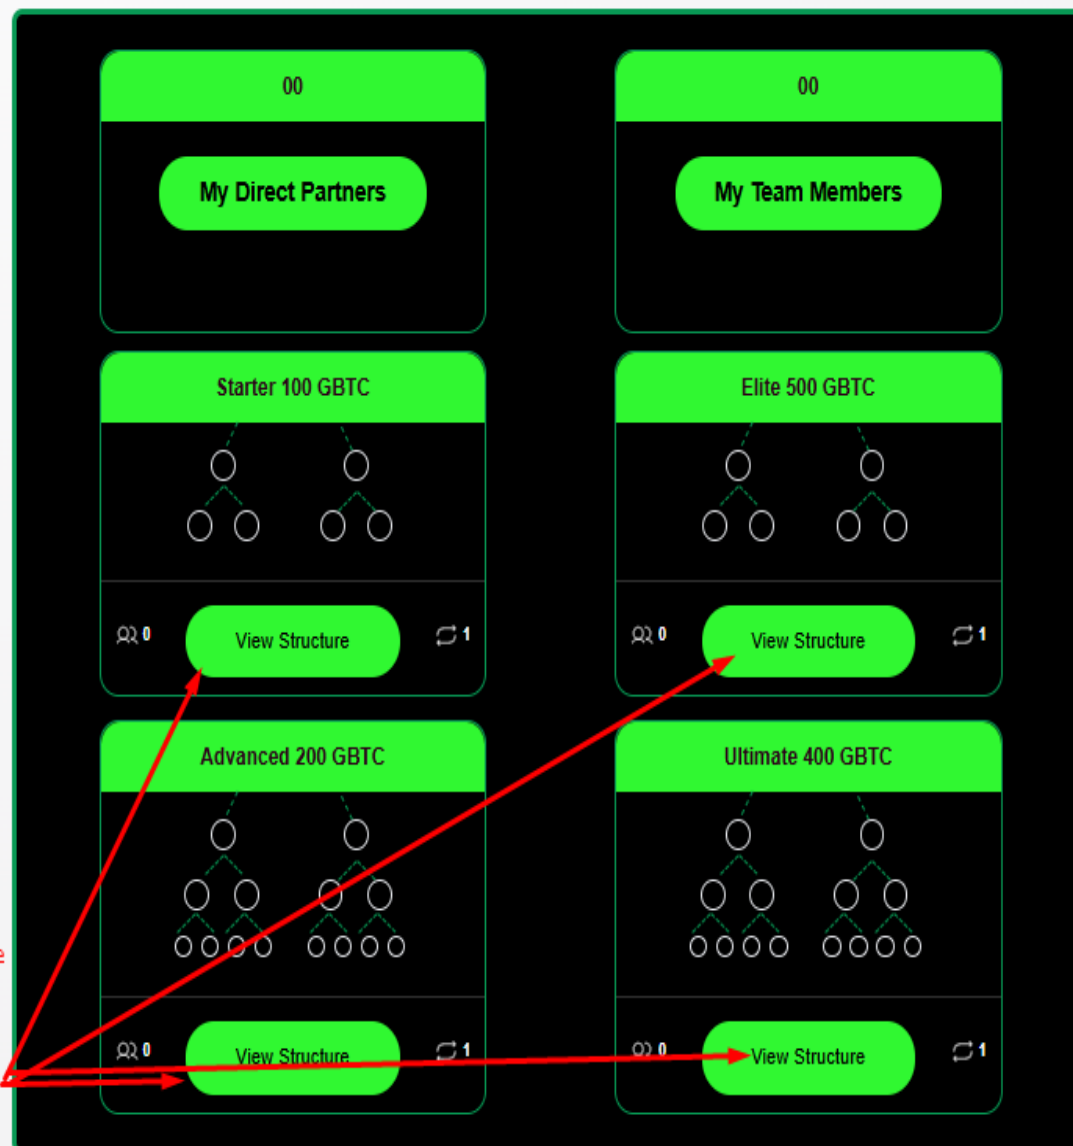 00
00
My Direct Partners
My Team Members
Starter 100 GBTC
Elite 500 GBTC
0
View Structure
1
0
View Structure
1
Advanced 200 GBTC
Ultimate 400 GBTC
0
View Structure
1
0
View Structure
1